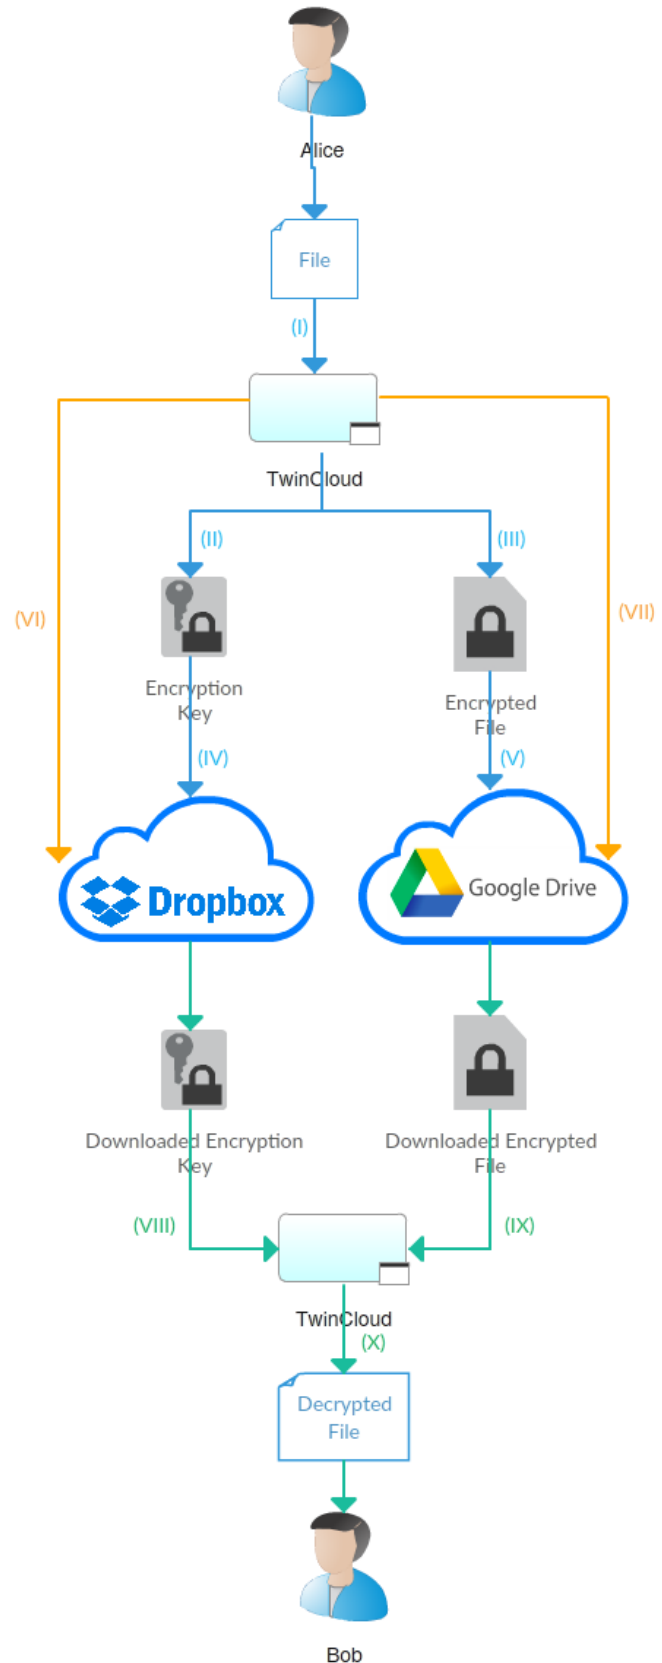 Alice
File
(I)
TwinCloud
(II)
(III)
(VI)
(VII)
Encryption
Key
Encrypted
File
(IV)
(V)
Dropbox
Google Drive
Downloaded Encryption
Key
Downloaded Encrypted
File
(VIII)
(IX)
TwinCloud
(X)
Decrypted
File
Bob